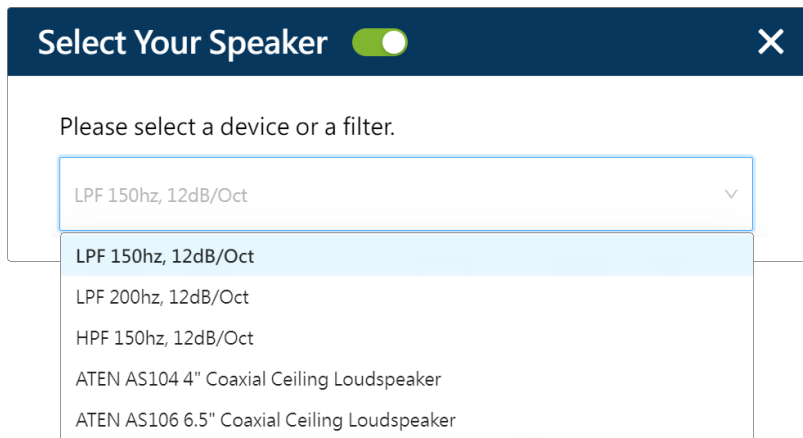 Select Your Speaker
Please select a device or a filter.
LPF 150hz, 12dB/Oct
LPF 150hz, 12dB/Oct
LPF 200hz, 12dB/Oct
HPF 150hz, 12dB/Oct
ATEN AS104 4" Coaxial Ceiling Loudspeaker
ATEN AS106 6.5" Coaxial Ceiling Loudspeaker